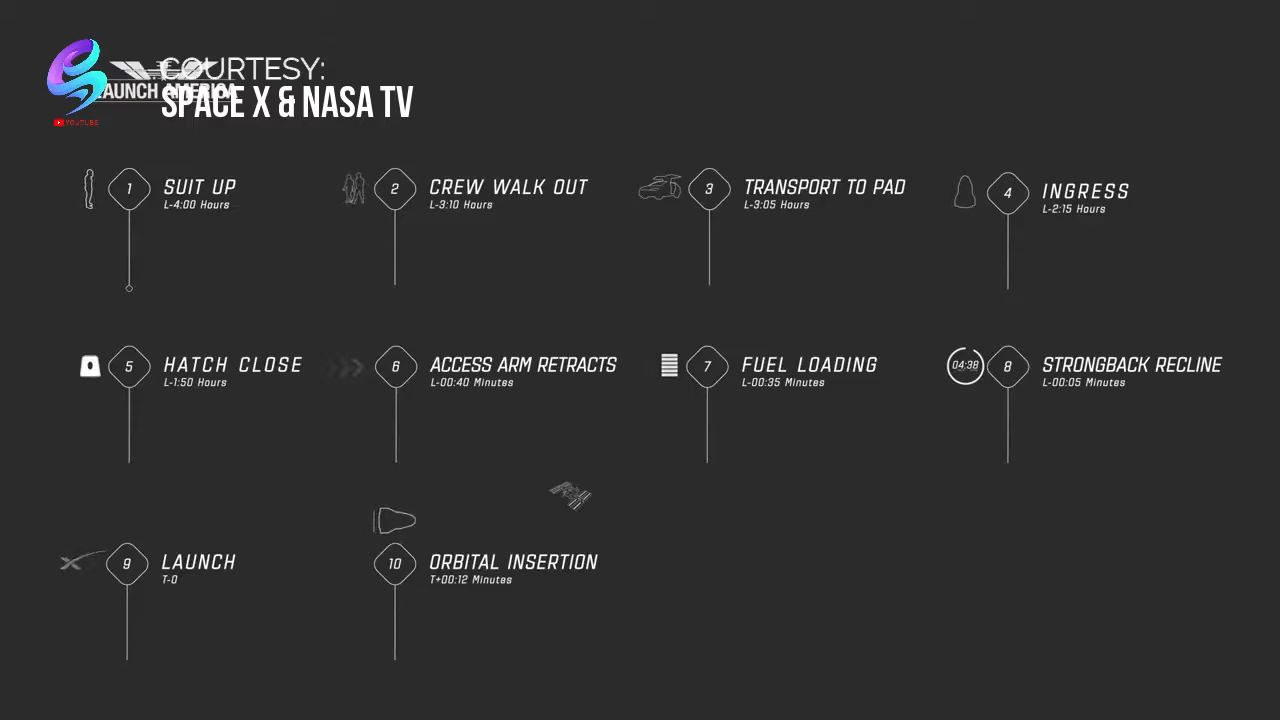 COURTESY:
LAUNCH AMERICA
SPACE X & NASA TV
YOUTUBE
1
SUIT UP
L-4:00 Hours
2
CREW WALK OUT
L-3:10 Hours
3
TRANSPORT TO PAD
L-3:05 Hours
4
INGRESS
L-2:15 Hours
5
HATCH CLOSE
L-1:50 Hours
6
ACCESS ARM RETRACTS
L-00:40 Minutes
7
FUEL LOADING
L-00:35 Minutes
04:38
8
STRONGBACK RECLINE
L-00:05 Minutes
9
LAUNCH
T-0
10
ORBITAL INSERTION
T+00:12 Minutes